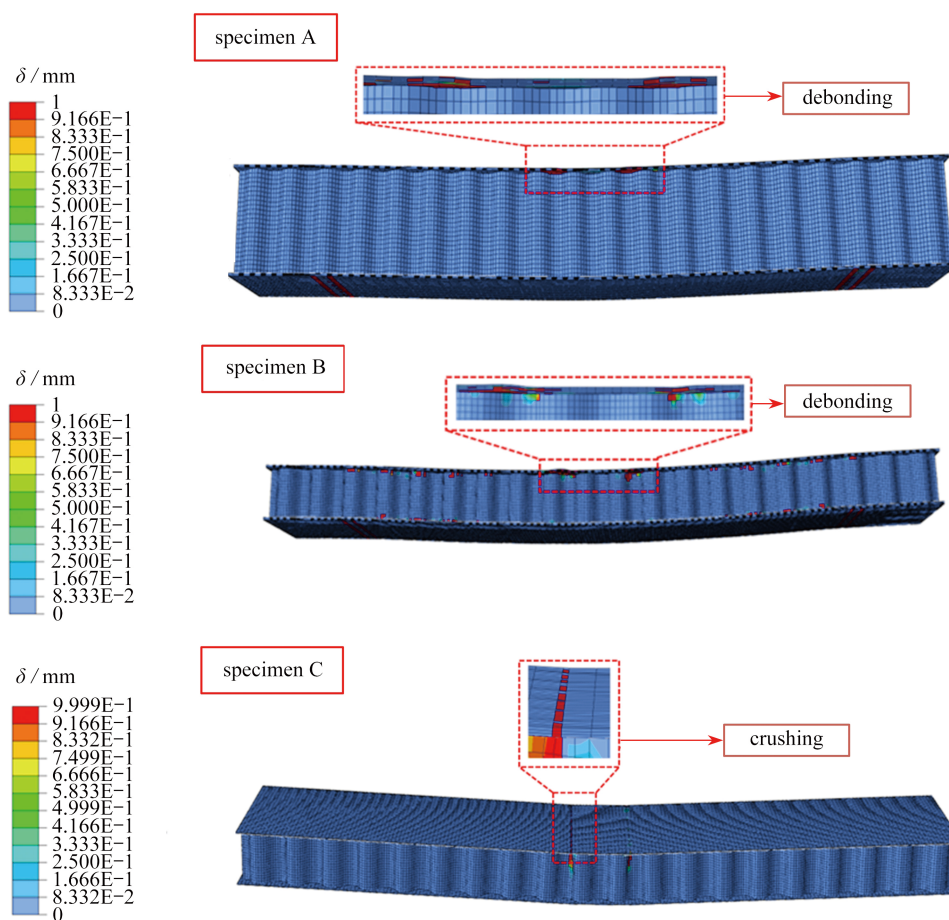 specimen A
δ / mm
1
9.166E−1
8.333E−1
7.500E−1
6.667E−1
5.833E−1
5.000E−1
4.167E−1
3.333E−1
2.500E−1
1.667E−1
8.333E−2
0
debonding
specimen B
δ / mm
1
9.166E−1
8.333E−1
7.500E−1
6.667E−1
5.833E−1
5.000E−1
4.167E−1
3.333E−1
2.500E−1
1.667E−1
8.333E−2
0
debonding
specimen C
δ / mm
9.999E−1
9.166E−1
8.332E−1
7.499E−1
6.666E−1
5.833E−1
4.999E−1
4.166E−1
3.333E−1
2.500E−1
1.666E−1
8.332E−2
0
crushing